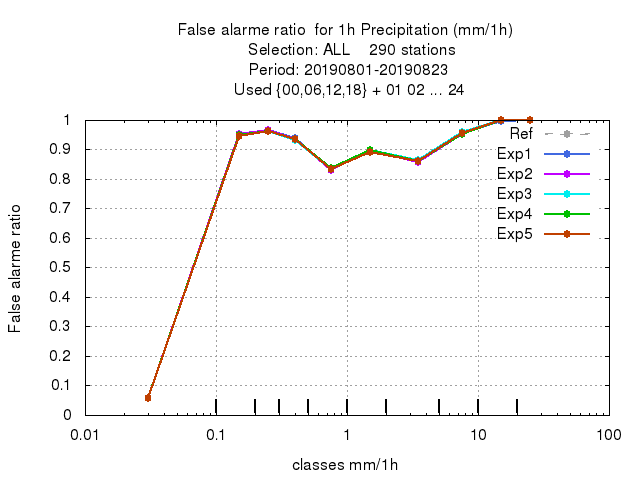 False alarme ratio  for 1h Precipitation (mm/1h)
Selection: ALL    290 stations
Period: 20190801-20190823
Used {00,06,12,18} + 01 02 ... 24
1
0.9
0.8
0.7
0.6
0.5
0.4
0.3
0.2
0.1
0
False alarme ratio
Ref
Exp1
Exp2
Exp3
Exp4
Exp5
0.01
0.1
1
10
100
classes mm/1h